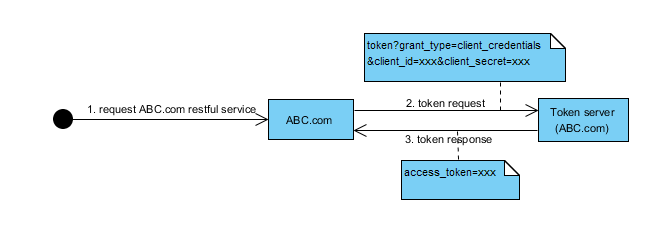 token?grant_type=client_credentials
&client_id=xxx&client_secret=xxx
1. request ABC.com restful service
ABC.com
2. token request
Token server
(ABC.com)
3. token response
access_token=xxx